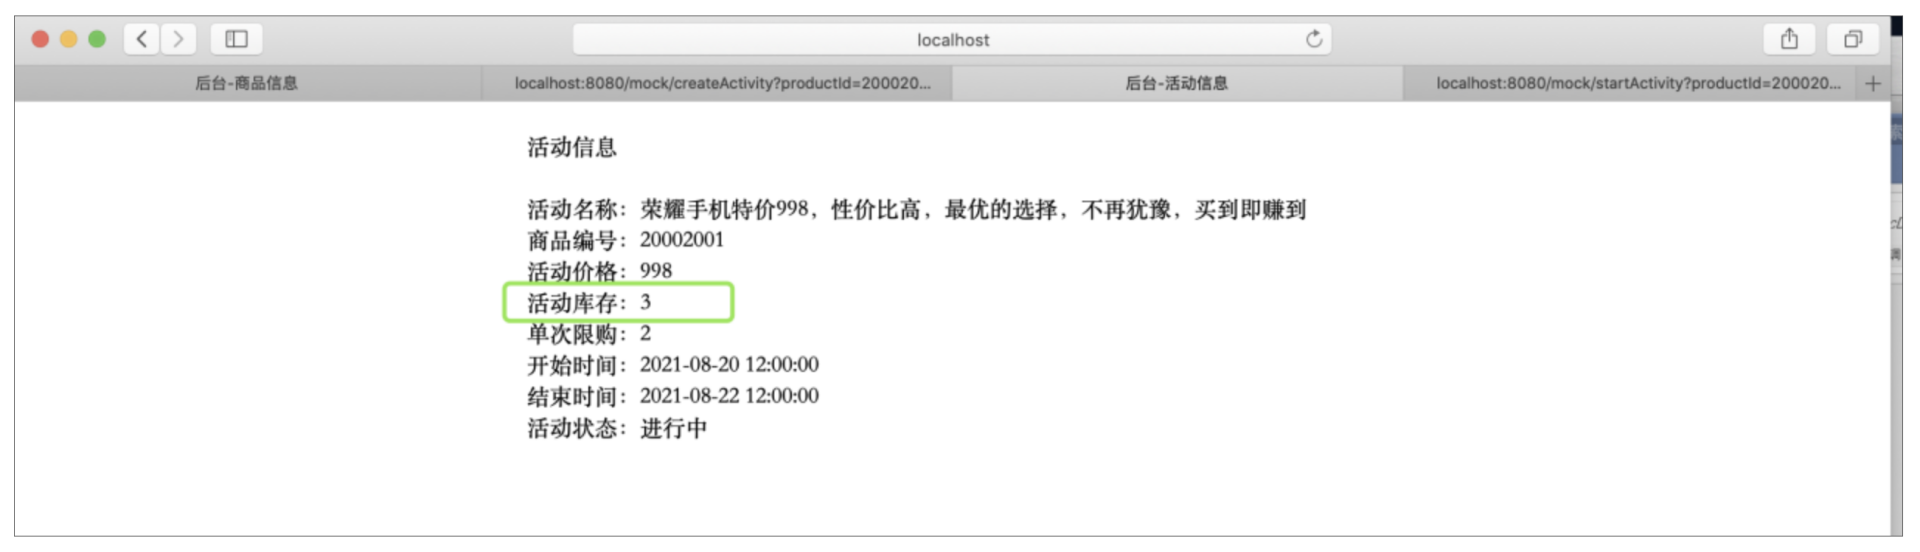 localhost
后台-商品信息
localhost:8080/mock/createActivity?productId=200020...
后台-活动信息
localhost:8080/mock/startActivity?productId=200020...
活动信息
活动名称：荣耀手机特价998，性价比高，最优的选择，不再犹豫，买到即赚到
商品编号：20002001
活动价格：998
活动库存：3
单次限购：2
开始时间：2021-08-20 12:00:00
结束时间：2021-08-22 12:00:00
活动状态：进行中